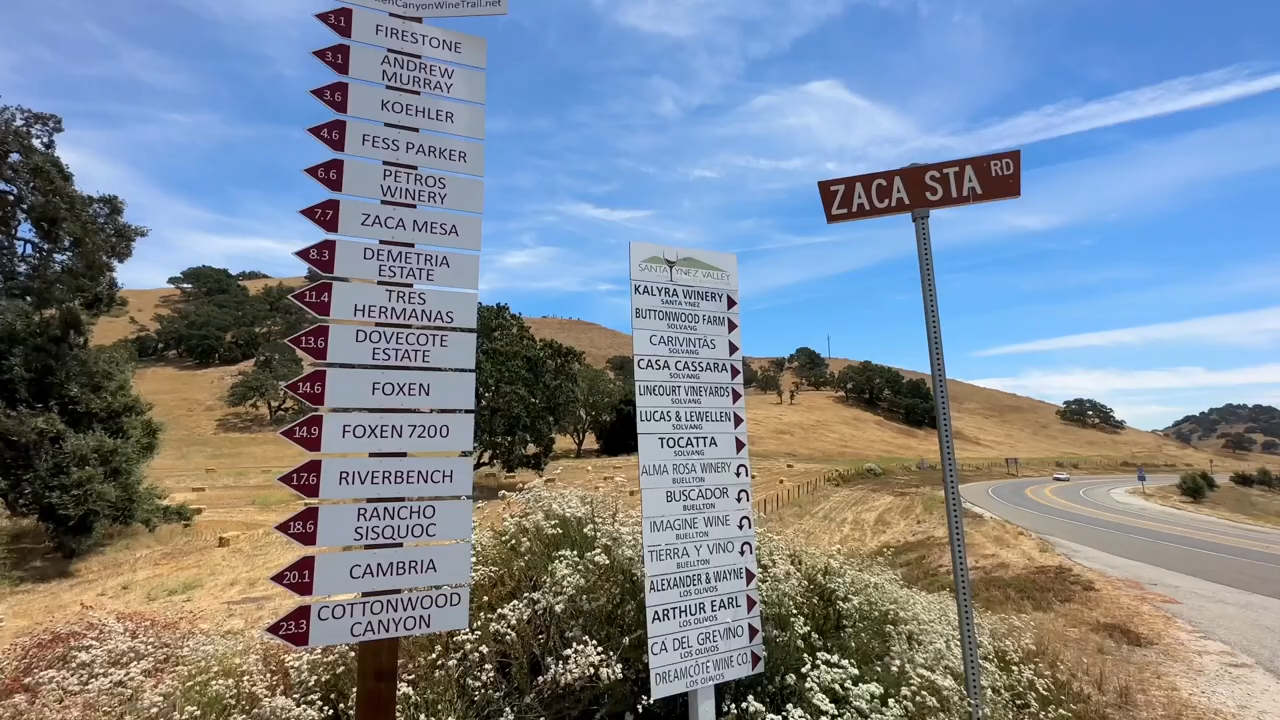 xenCanyonWineTrail.net
3.1 FIRESTONE
3.1 ANDREW
MURRAY
3.6 KOEHLER
4.6 FESS PARKER
6.6 PETROS
WINERY
7.7 ZACA MESA
8.3 DEMETRIA
ESTATE
11.4 TRES
HERMANAS
13.6 DOVECOTE
ESTATE
14.6 FOXEN
14.9 FOXEN 7200
17.6 RIVERBENCH
18.6 RANCHO
SISQUOC
20.1 CAMBRIA
23.3 COTTONWOOD
CANYON
SANTA YNEZ VALLEY
KALYRA WINERY
SANTA YNEZ
BUTTONWOOD FARM
SOLVANG
CARIVINTÃS
SOLVANG
CASA CASSARA
SOLVANG
LINCOURT VINEYARDS
SOLVANG
LUCAS & LEWELLEN
SOLVANG
TOCATTA
SOLVANG
ALMA ROSA WINERY
BUELLTON
BUSCADOR
BUELLTON
IMAGINE WINE
BUELLTON
TIERRA Y VINO
BUELLTON
ALEXANDER & WAYNE
LOS OLIVOS
ARTHUR EARL
LOS OLIVOS
CA DEL GREVINO
LOS OLIVOS
DREAMCÔTE WINE CO.
LOS OLIVOS
ZACA STA RD